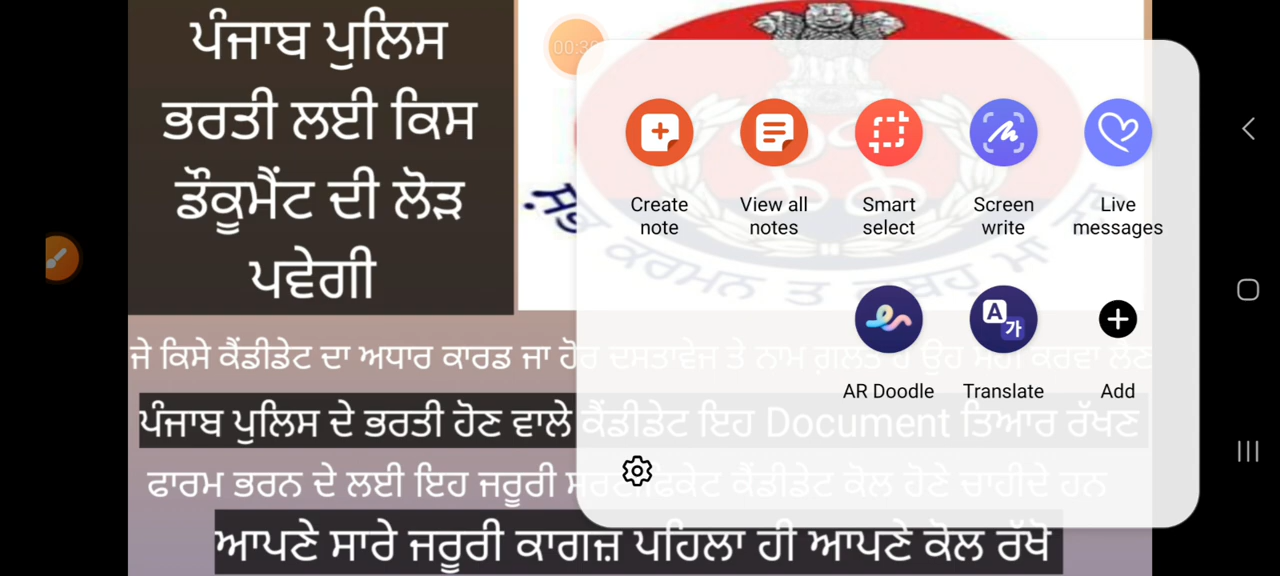 ਪੰਜਾਬ ਪੁਲਿਸ
ਭਰਤੀ ਲਈ ਕਿਸ
ਡੌਕੂਮੈਂਟ ਦੀ ਲੋੜ
ਪਵੇਗੀ
00:3
Create note
View all notes
Smart select
Screen write
Live messages
AR Doodle
Translate
Add
ਜੇ ਕਿਸੇ ਕੈਂਡੀਡੇਟ ਦਾ ਅਧਾਰ ਕਾਰਡ ਜਾ ਹੋਰ ਦਸਤਾਵੇਜ ਤੇ ਨਾਮ ਗ਼ਲਤ ਹੈ ਉਹ ਸਹੀ ਕਰਵਾ ਲੈਣ
ਪੰਜਾਬ ਪੁਲਿਸ ਦੇ ਭਰਤੀ ਹੋਣ ਵਾਲੇ ਕੈਂਡੀਡੇਟ ਇਹ Document ਤਿਆਰ ਰੱਖਣ
ਫਾਰਮ ਭਰਨ ਦੇ ਲਈ ਇਹ ਜਰੂਰੀ ਸਰਟੀਫਿਕੇਟ ਕੈਂਡੀਡੇਟ ਕੋਲ ਹੋਣੇ ਚਾਹੀਦੇ ਹਨ
ਆਪਣੇ ਸਾਰੇ ਜਰੂਰੀ ਕਾਗਜ਼ ਪਹਿਲਾ ਹੀ ਆਪਣੇ ਕੋਲ ਰੱਖੋ